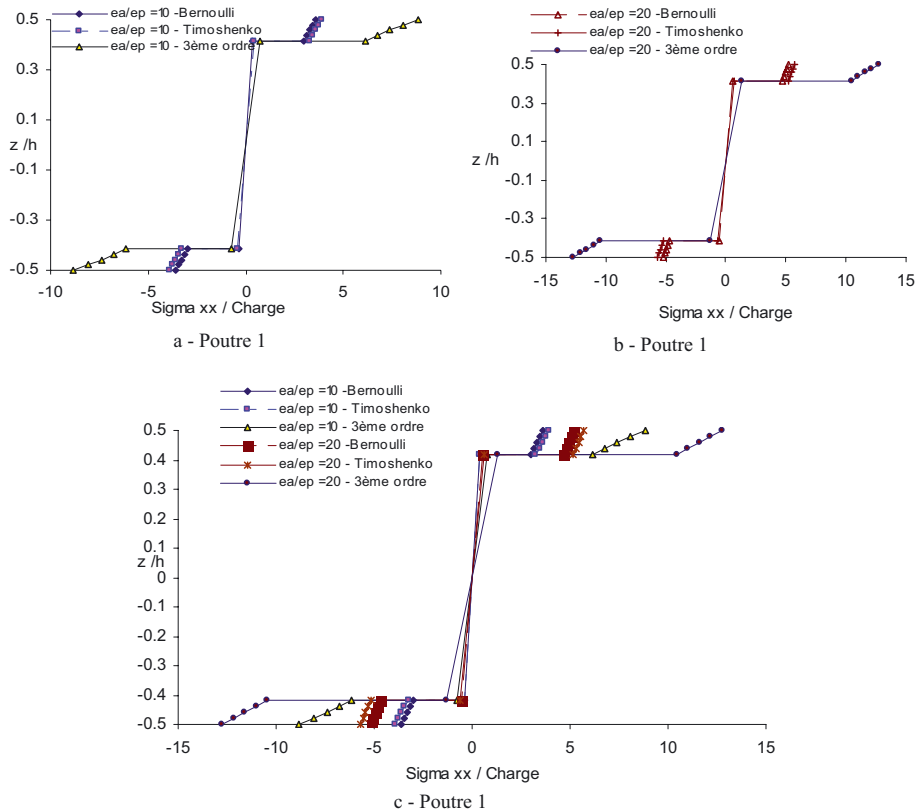 ea/ep =10 -Bernoulli
ea/ep =10 - Timoshenko
ea/ep =10 - 3ème ordre
0.5
0.3
0.1
z /h
-0.1
-0.3
-0.5
-10
-5
0
5
10
Sigma xx / Charge
a - Poutre 1
ea/ep =20 -Bernoulli
ea/ep =20 - Timoshenko
ea/ep =20 - 3ème ordre
0.5
0.3
0.1
z /h
-0.1
-0.3
-0.5
-15
-10
-5
0
5
10
15
Sigma xx / Charge
b - Poutre 1
ea/ep =10 -Bernoulli
ea/ep =10 - Timoshenko
ea/ep =10 - 3ème ordre
ea/ep =20 -Bernoulli
ea/ep =20 - Timoshenko
ea/ep =20 - 3ème ordre
0.5
0.4
0.3
0.2
0.1
z /h
0
-0.1
-0.2
-0.3
-0.4
-0.5
-15
-10
-5
0
5
10
15
Sigma xx / Charge
c - Poutre 1